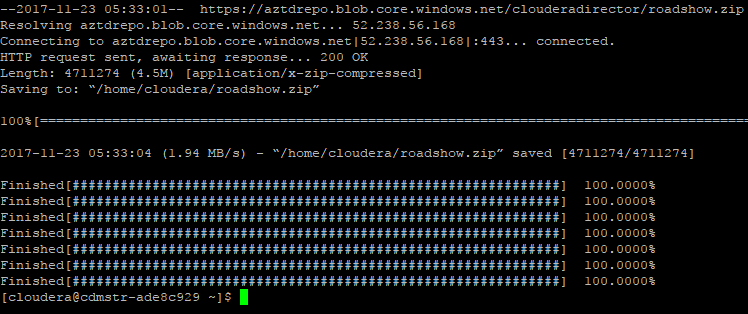 --2017-11-23 05:33:01--  https://aztdrepo.blob.core.windows.net/clouderadirector/roadshow.zip
Resolving aztdrepo.blob.core.windows.net... 52.238.56.168
Connecting to aztdrepo.blob.core.windows.net|52.238.56.168|:443... connected.
HTTP request sent, awaiting response... 200 OK
Length: 4711274 (4.5M) [application/x-zip-compressed]
Saving to: “/home/cloudera/roadshow.zip”
100%[=======================================================================================
2017-11-23 05:33:04 (1.94 MB/s) - “/home/cloudera/roadshow.zip” saved [4711274/4711274]
Finished[#############################################################]  100.0000%
Finished[#############################################################]  100.0000%
Finished[#############################################################]  100.0000%
Finished[#############################################################]  100.0000%
Finished[#############################################################]  100.0000%
Finished[#############################################################]  100.0000%
Finished[#############################################################]  100.0000%
[cloudera@cdmstr-ade8c929 ~]$